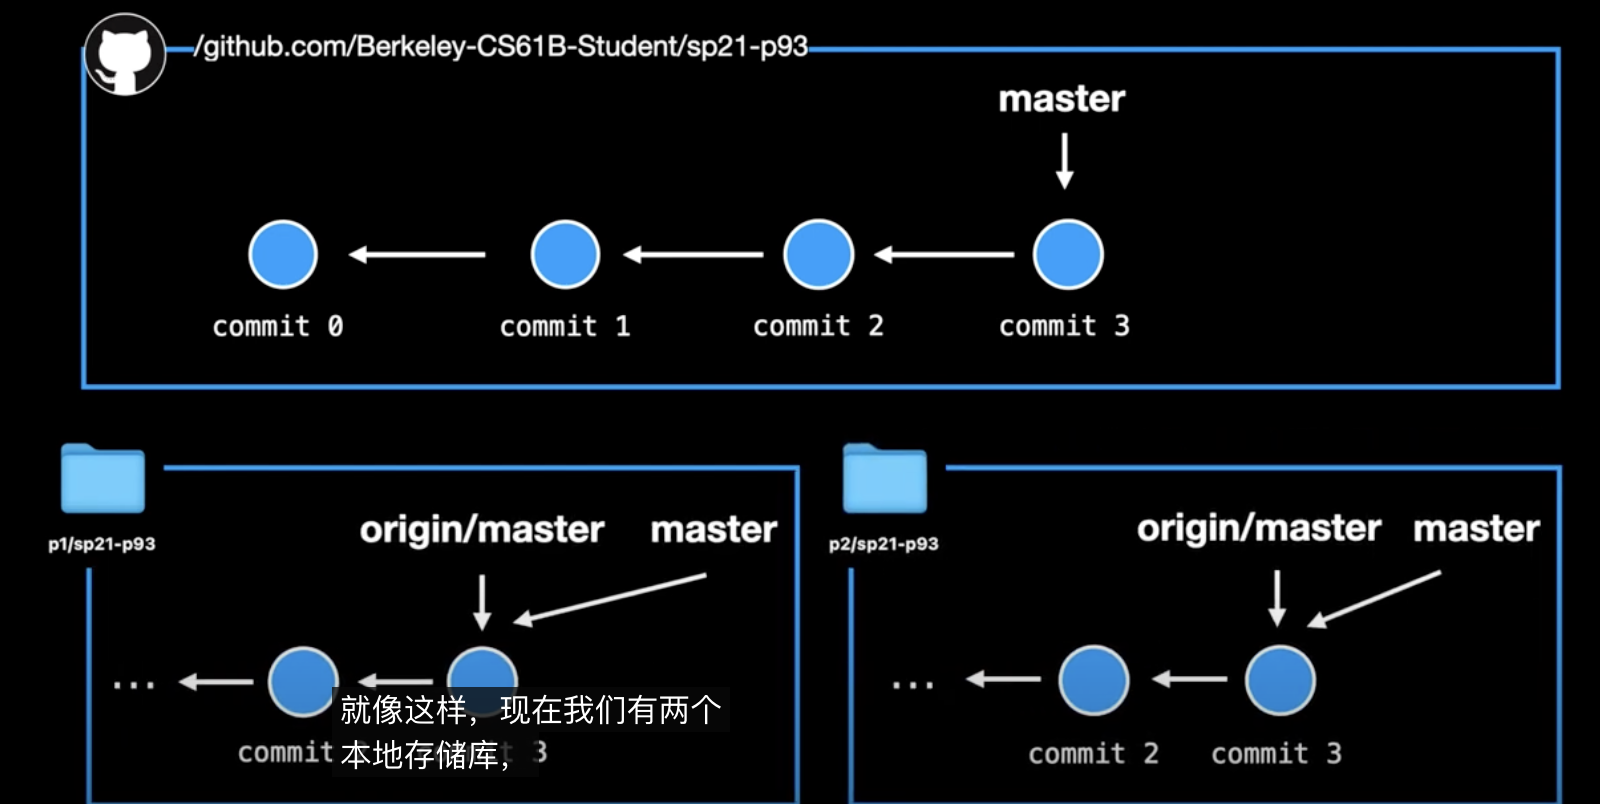 /github.com/Berkeley-CS61B-Student/sp21-p93
master
commit 0
commit 1
commit 2
commit 3
p1/sp21-p93
origin/master
master
...
commit
3
p2/sp21-p93
origin/master
master
...
commit 2
commit 3
就像这样，现在我们有两个
本地存储库，